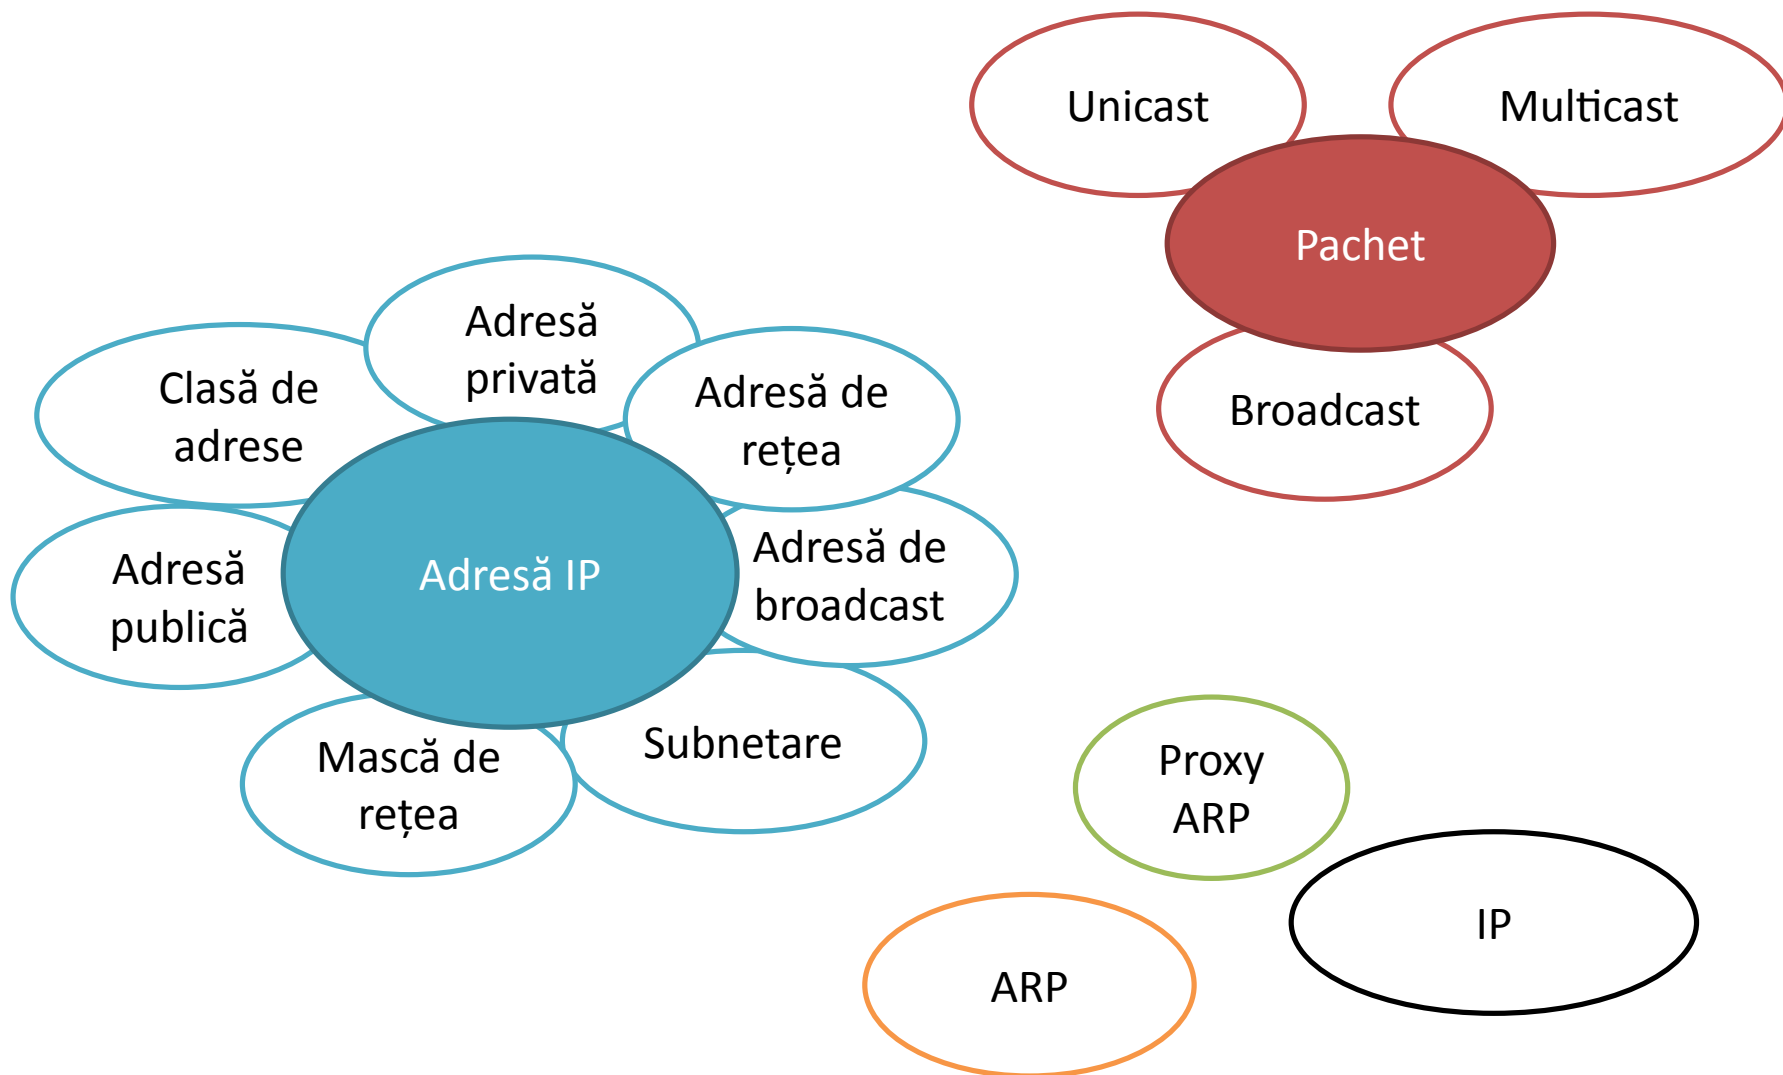 Unicast
Multicast
Pachet
Broadcast
Adresă
privată
Clasă de
adrese
Adresă de
rețea
Adresă IP
Adresă de
broadcast
Adresă
publică
Mască de
rețea
Subnetare
Proxy
ARP
IP
ARP